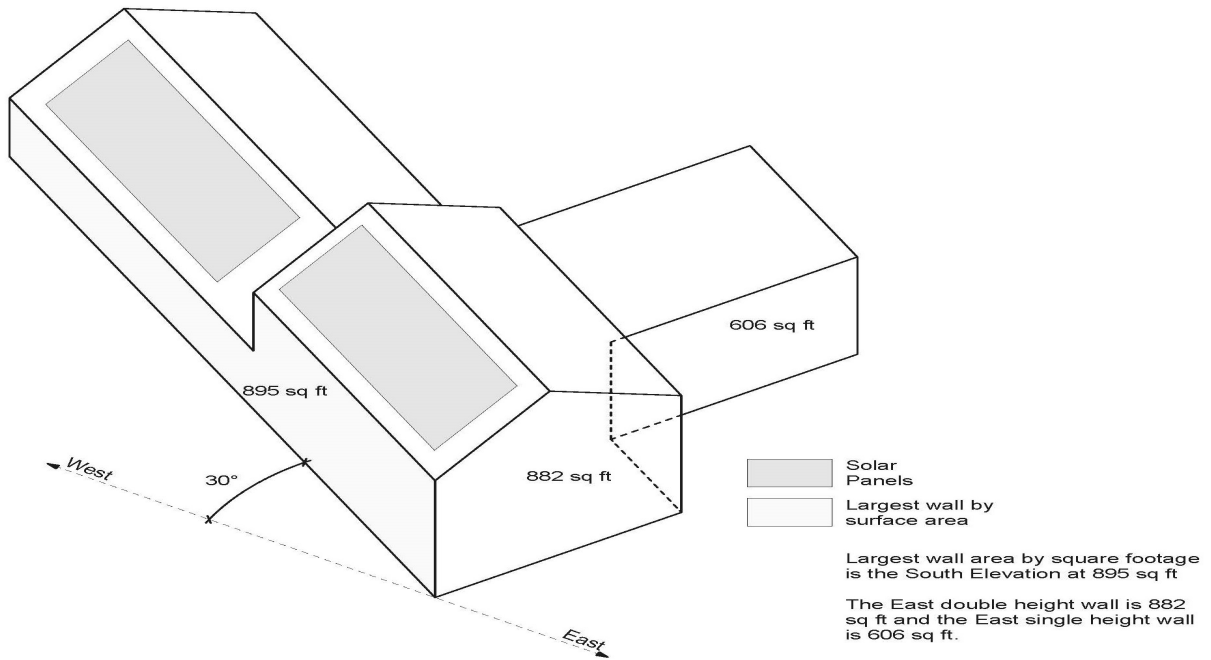 606 sq ft
895 sq ft
West
30°
882 sq ft
Solar
Panels
Largest wall by
surface area
Largest wall area by square footage
is the South Elevation at 895 sq ft
The East double height wall is 882
sq ft and the East single height wall
is 606 sq ft.
East